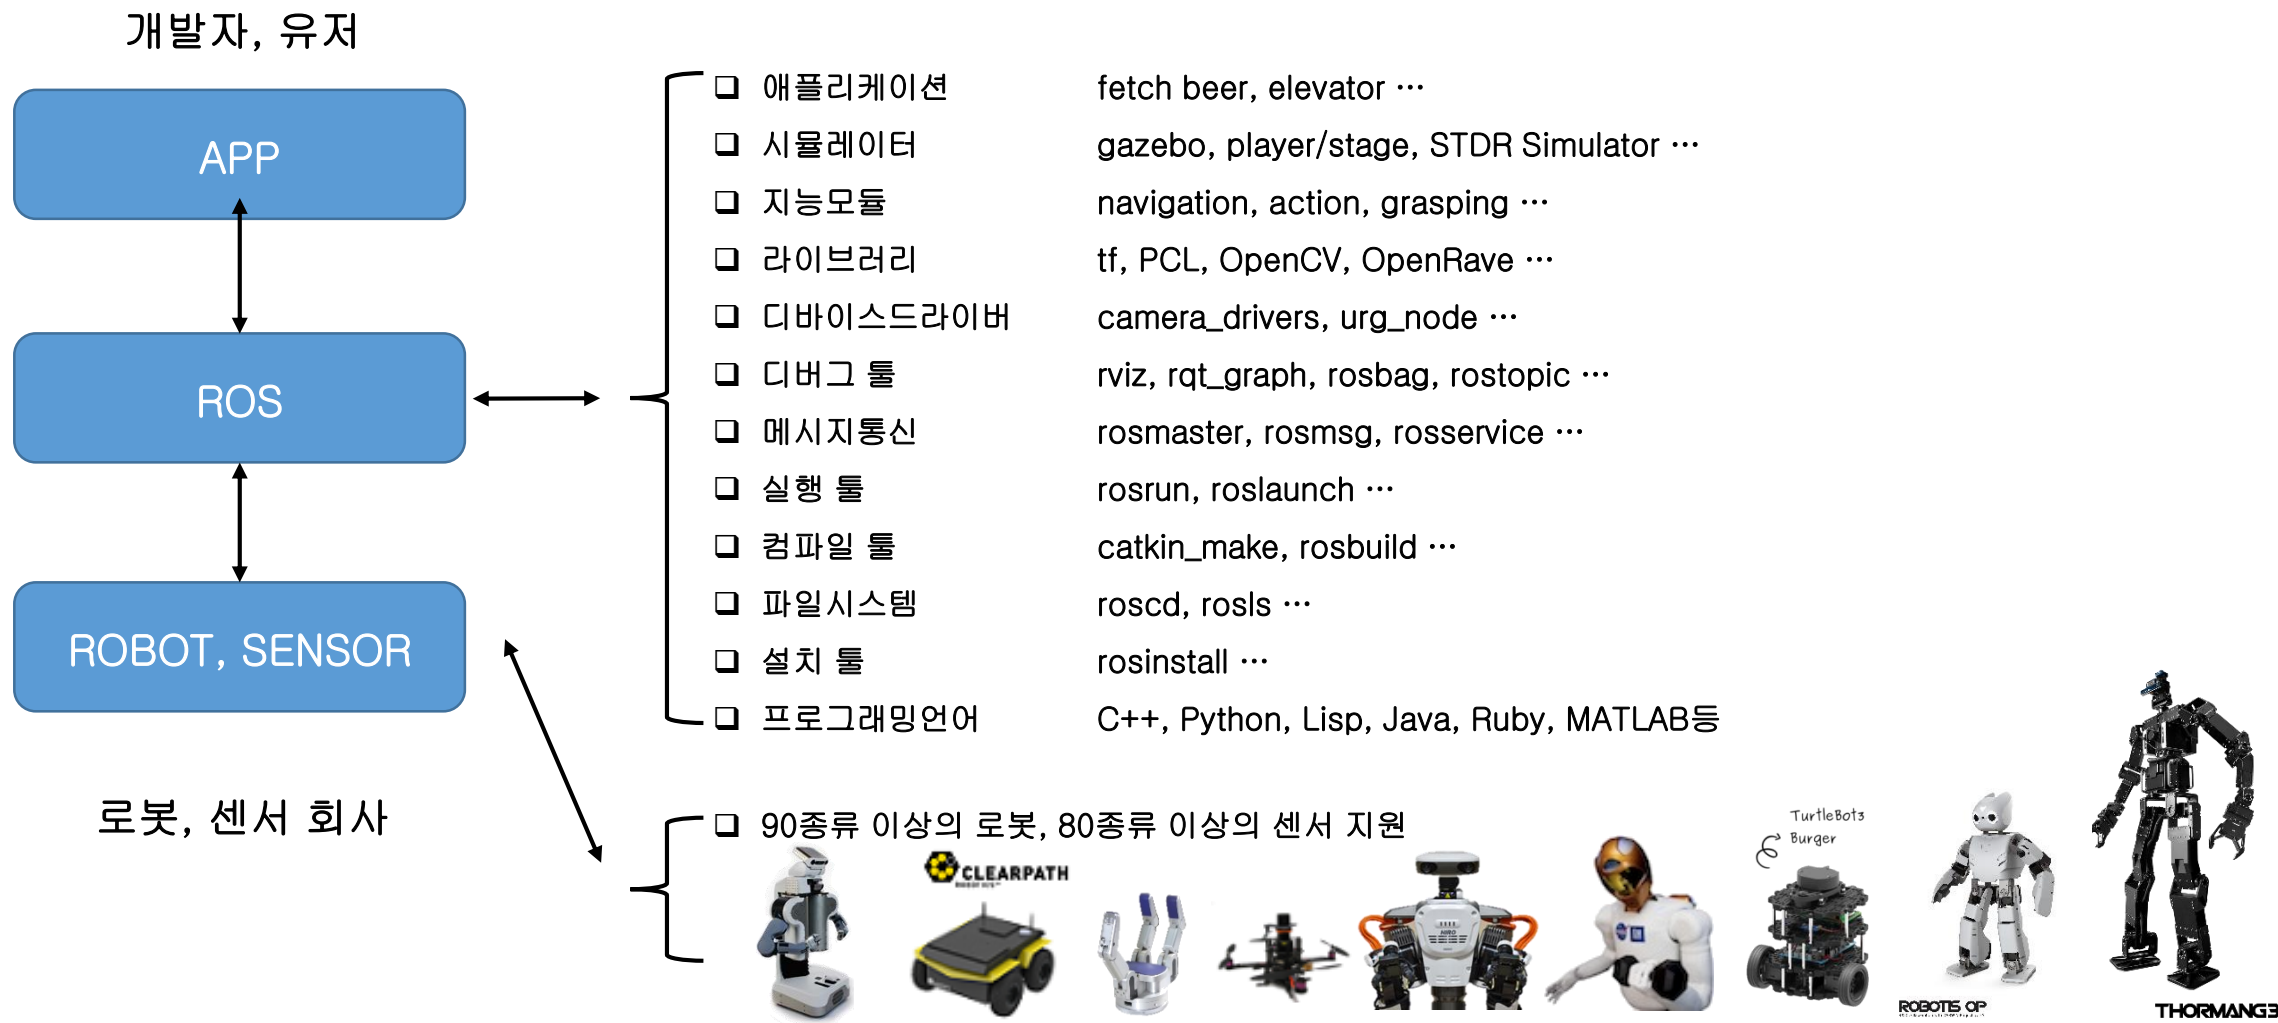 개발자, 유저
APP
ROS
ROBOT, SENSOR
로봇, 센서 회사
❑ 애플리케이션 fetch beer, elevator …
❑ 시뮬레이터 gazebo, player/stage, STDR Simulator …
❑ 지능모듈 navigation, action, grasping …
❑ 라이브러리 tf, PCL, OpenCV, OpenRave …
❑ 디바이스드라이버 camera_drivers, urg_node …
❑ 디버그 툴 rviz, rqt_graph, rosbag, rostopic …
❑ 메시지통신 rosmaster, rosmsg, rosservice …
❑ 실행 툴 rosrun, roslaunch …
❑ 컴파일 툴 catkin_make, rosbuild …
❑ 파일시스템 roscd, rosls …
❑ 설치 툴 rosinstall …
❑ 프로그래밍언어 C++, Python, Lisp, Java, Ruby, MATLAB등
❑ 90종류 이상의 로봇, 80종류 이상의 센서 지원
CLEARPATH
HIRO
GM
TurtleBot3
Burger
ROBOTIS OP
THORMANG3